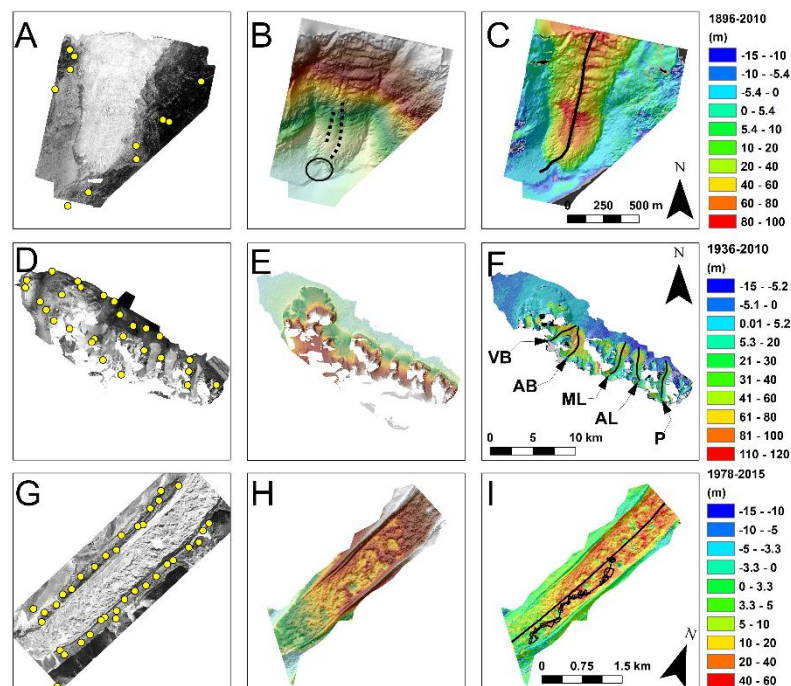 A
B
C
1896-2010
(m)
-15 - -10
-10 - -5.4
-5.4 - 0
0 - 5.4
5.4 - 10
10 - 20
20 - 40
40 - 60
60 - 80
80 - 100
N
0 250 500 m
D
E
F
1936-2010
(m)
-15 - -5.2
-5.1 - 0
0.01 - 5.2
5.3 - 20
21 - 30
31 - 40
41 - 60
61 - 80
81 - 100
110 - 120
N
VB
AB
ML
AL
P
0 5 10 km
G
H
I
1978-2015
(m)
-15 - -10
-10 - -5
-5 - -3.3
-3.3 - 0
0 - 3.3
3.3 - 5
5 - 10
10 - 20
20 - 40
40 - 60
N
0 0.75 1.5 km